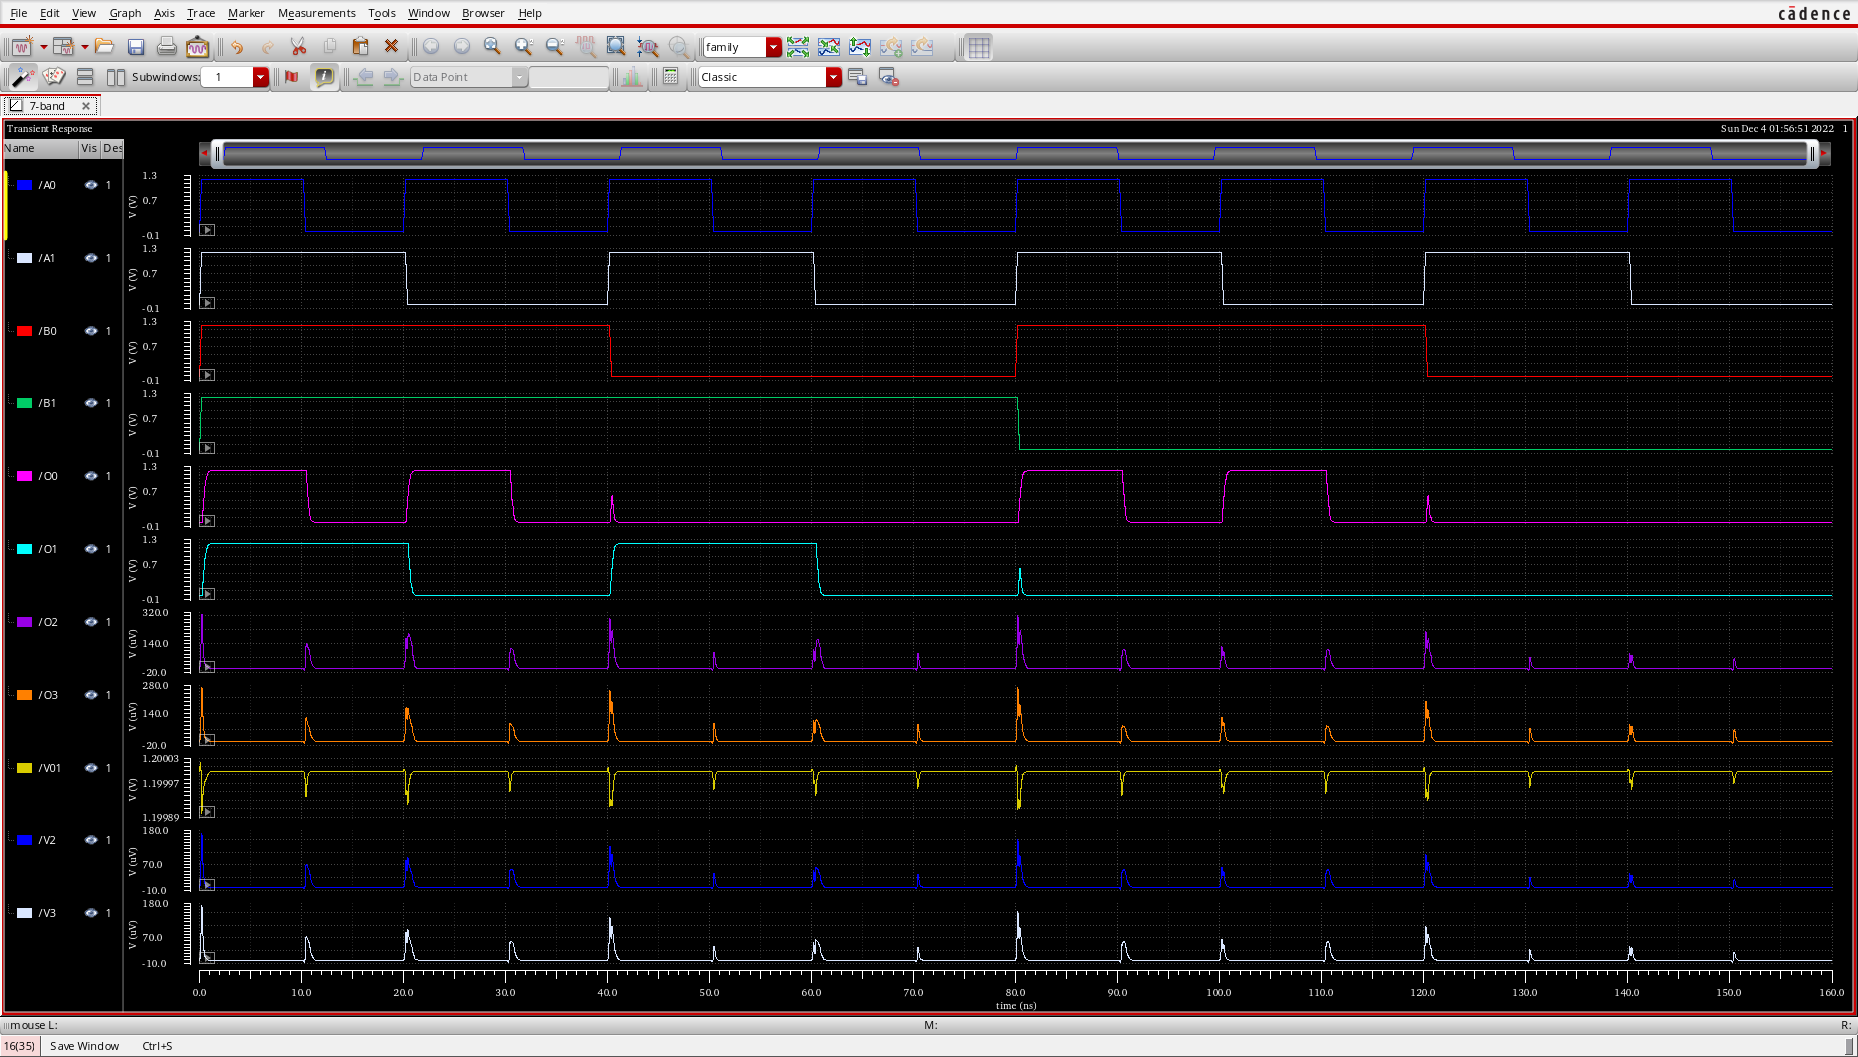 File Edit View Graph Axis Trace Marker Measurements Tools Window Browser Help
cādence
family
Subwindows: 1 Data Point Classic
7-band
Transient Response Sun Dec 4 01:56:51 2022 1
Name Vis Des
/A0 1 V (V) 1.3 0.7 -0.1
/A1 1 V (V) 1.3 0.7 -0.1
/B0 1 V (V) 1.3 0.7 -0.1
/B1 1 V (V) 1.3 0.7 -0.1
/O0 1 V (V) 1.3 0.7 -0.1
/O1 1 V (V) 1.3 0.7 -0.1
/O2 1 V (uV) 320.0 140.0 -20.0
/O3 1 V (uV) 280.0 140.0 -20.0
/V01 1 V (V) 1.20003 1.19997 1.19989
/V2 1 V (uV) 180.0 70.0 -10.0
/V3 1 V (uV) 180.0 70.0 -10.0
0.0 10.0 20.0 30.0 40.0 50.0 60.0 70.0 80.0 90.0 100.0 110.0 120.0 130.0 140.0 150.0 160.0
time (ns)
mouse L: M: R:
16(35) Save Window Ctrl+S